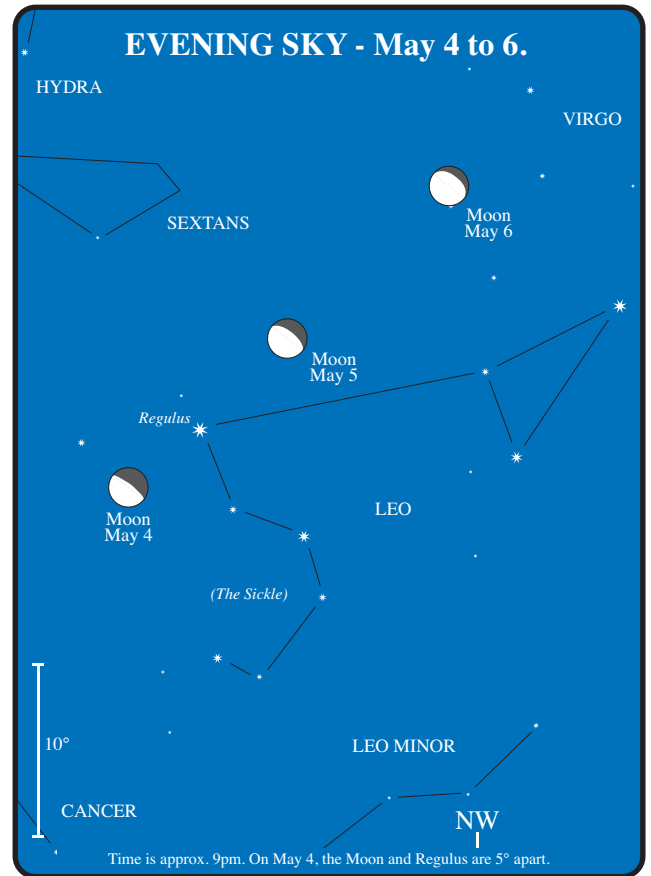 EVENING SKY - May 4 to 6.
HYDRA
VIRGO
SEXTANS
Moon
May 6
Moon
May 5
Regulus
Moon
May 4
LEO
(The Sickle)
10°
LEO MINOR
CANCER
NW
Time is approx. 9pm. On May 4, the Moon and Regulus are 5° apart.